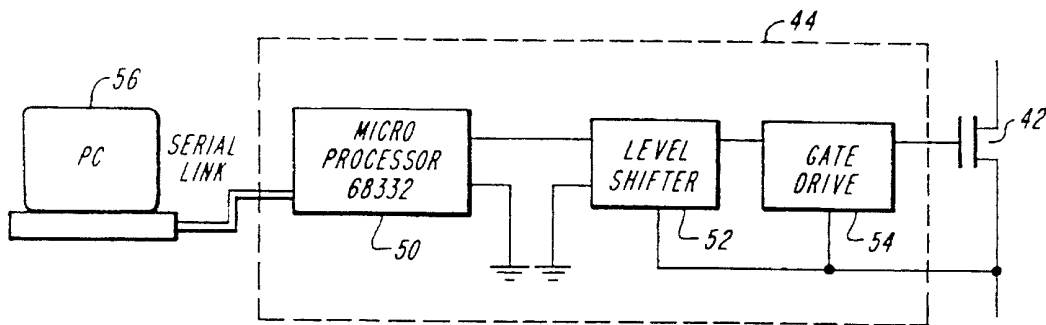 44
56
PC
SERIAL
LINK
MICRO
PROCESSOR
68332
50
LEVEL
SHIFTER
52
GATE
DRIVE
54
42